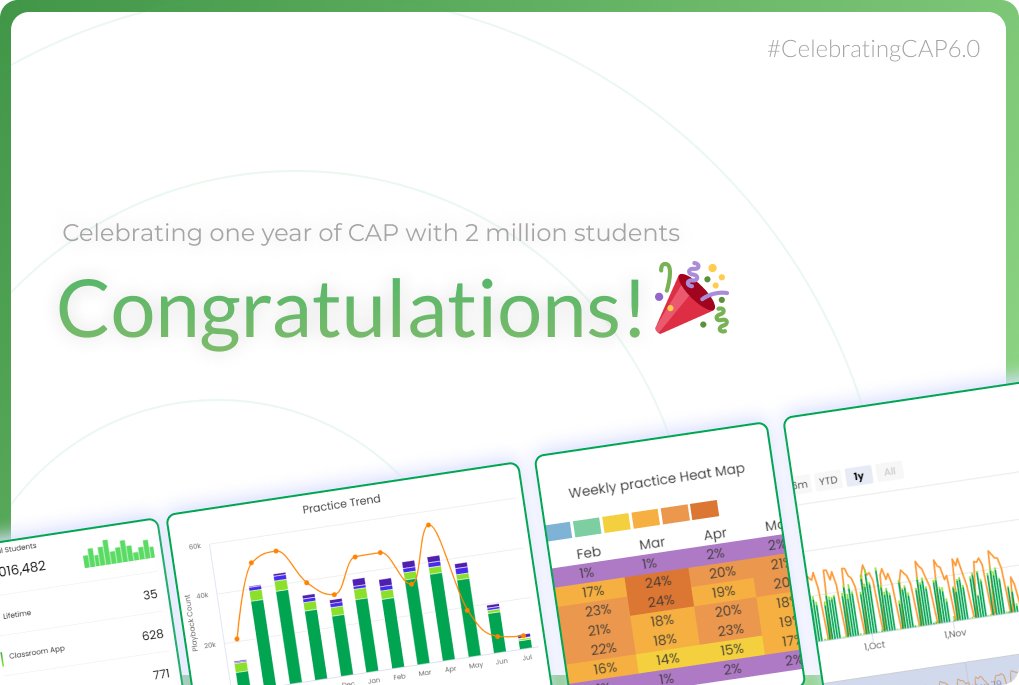 #CelebratingCAP6.0
Celebrating one year of CAP with 2 million students
Congratulations!
Students
016,482
35
Lifetime
628
Classroom App
771
Practice Trend
60k
40k
20k
Playback Count
Dec Jan Feb Mar Apr May Jun Jul
Weekly practice Heat Map
Feb Mar Apr
1% 1% 2% 2%
17% 24% 20%
23% 24% 19%
21% 18% 20%
22% 18% 23%
16% 14% 15%
1% 2% 2%
YTD 1y All
1,Oct 1,Nov